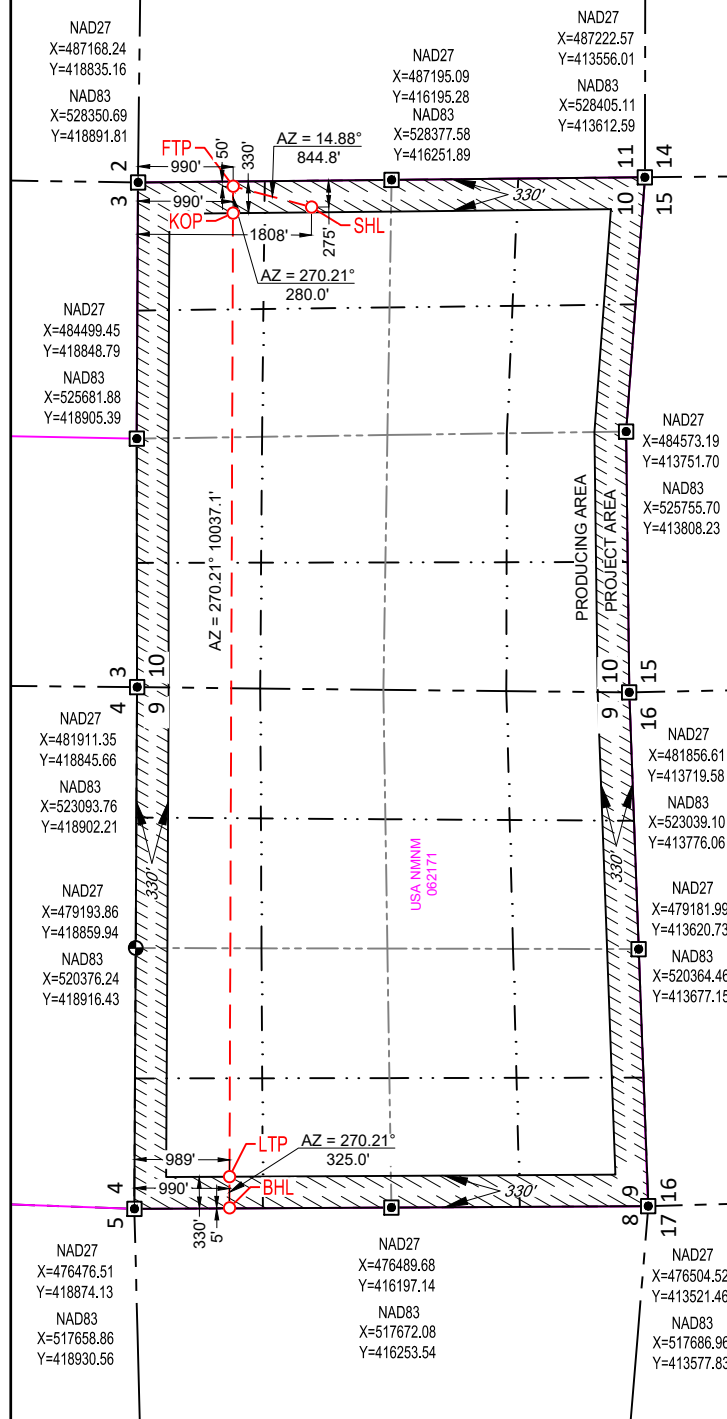 NAD27
X=487168.24
Y=418835.16
NAD83
X=528350.69
Y=418891.81
NAD27
X=487195.09
Y=416195.28
NAD83
X=528377.58
Y=416251.89
NAD27
X=487222.57
Y=413556.01
NAD83
X=528405.11
Y=413612.59
FTP
990'
50'
330'
AZ = 14.88°
844.8'
2
3
11
14
10
15
990'
KOP
1808'
SHL
275'
330'
AZ = 270.21°
280.0'
NAD27
X=484499.45
Y=418848.79
NAD83
X=525681.88
Y=418905.39
NAD27
X=484573.19
Y=413751.70
NAD83
X=525755.70
Y=413808.23
AZ = 270.21° 10037.1'
PRODUCING AREA
PROJECT AREA
3
10
4
9
10
15
9
16
NAD27
X=481911.35
Y=418845.66
NAD83
X=523093.76
Y=418902.21
NAD27
X=481856.61
Y=413719.58
NAD83
X=523039.10
Y=413776.06
330'
330'
USA NMNM
062171
NAD27
X=479193.86
Y=418859.94
NAD83
X=520376.24
Y=418916.43
NAD27
X=479181.99
Y=413620.73
NAD83
X=520364.46
Y=413677.15
989'
LTP
AZ = 270.21°
325.0'
990'
BHL
330'
330'
5'
4
5
9
16
8
17
NAD27
X=476476.51
Y=418874.13
NAD83
X=517658.86
Y=418930.56
NAD27
X=476489.68
Y=416197.14
NAD83
X=517672.08
Y=416253.54
NAD27
X=476504.52
Y=413521.46
NAD83
X=517686.96
Y=413577.83